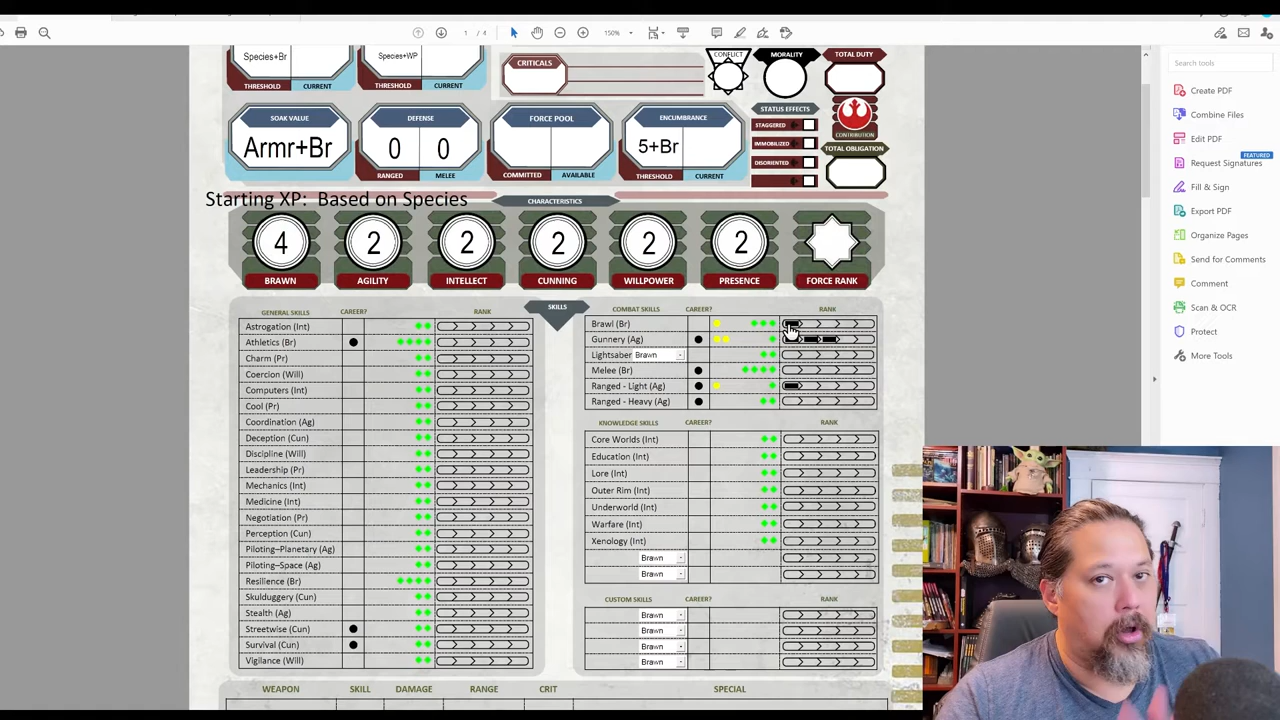 1 / 4
150%
Search tools
Species+Br
Species+WP
THRESHOLD
CURRENT
THRESHOLD
CURRENT
CRITICALS
CONFLICT
MORALITY
TOTAL DUTY
Create PDF
Combine Files
Edit PDF
FEATURED
Request Signatures
Fill & Sign
Export PDF
Organize Pages
Send for Comments
Comment
Scan & OCR
Protect
More Tools
SOAK VALUE
DEFENSE
FORCE POOL
ENCUMBRANCE
STATUS EFFECTS
STAGGERED
IMMOBILIZED
DISORIENTED
CONTRIBUTION
TOTAL OBLIGATION
Armr+Br
0
0
5+Br
RANGED
MELEE
COMMITTED
AVAILABLE
THRESHOLD
CURRENT
Starting XP: Based on Species
CHARACTERISTICS
4
2
2
2
2
2
BRAWN
AGILITY
INTELLECT
CUNNING
WILLPOWER
PRESENCE
FORCE RANK
SKILLS
GENERAL SKILLS
CAREER?
RANK
Astrogation (Int)
Athletics (Br)
Charm (Pr)
Coercion (Will)
Computers (Int)
Cool (Pr)
Coordination (Ag)
Deception (Cun)
Discipline (Will)
Leadership (Pr)
Mechanics (Int)
Medicine (Int)
Negotiation (Pr)
Perception (Cun)
Piloting–Planetary (Ag)
Piloting–Space (Ag)
Resilience (Br)
Skulduggery (Cun)
Stealth (Ag)
Streetwise (Cun)
Survival (Cun)
Vigilance (Will)
COMBAT SKILLS
CAREER?
RANK
Brawl (Br)
Gunnery (Ag)
Lightsaber Brawn
Melee (Br)
Ranged - Light (Ag)
Ranged - Heavy (Ag)
KNOWLEDGE SKILLS
CAREER?
RANK
Core Worlds (Int)
Education (Int)
Lore (Int)
Outer Rim (Int)
Underworld (Int)
Warfare (Int)
Xenology (Int)
Brawn
Brawn
CUSTOM SKILLS
CAREER?
RANK
Brawn
Brawn
Brawn
Brawn
WEAPON
SKILL
DAMAGE
RANGE
CRIT
SPECIAL